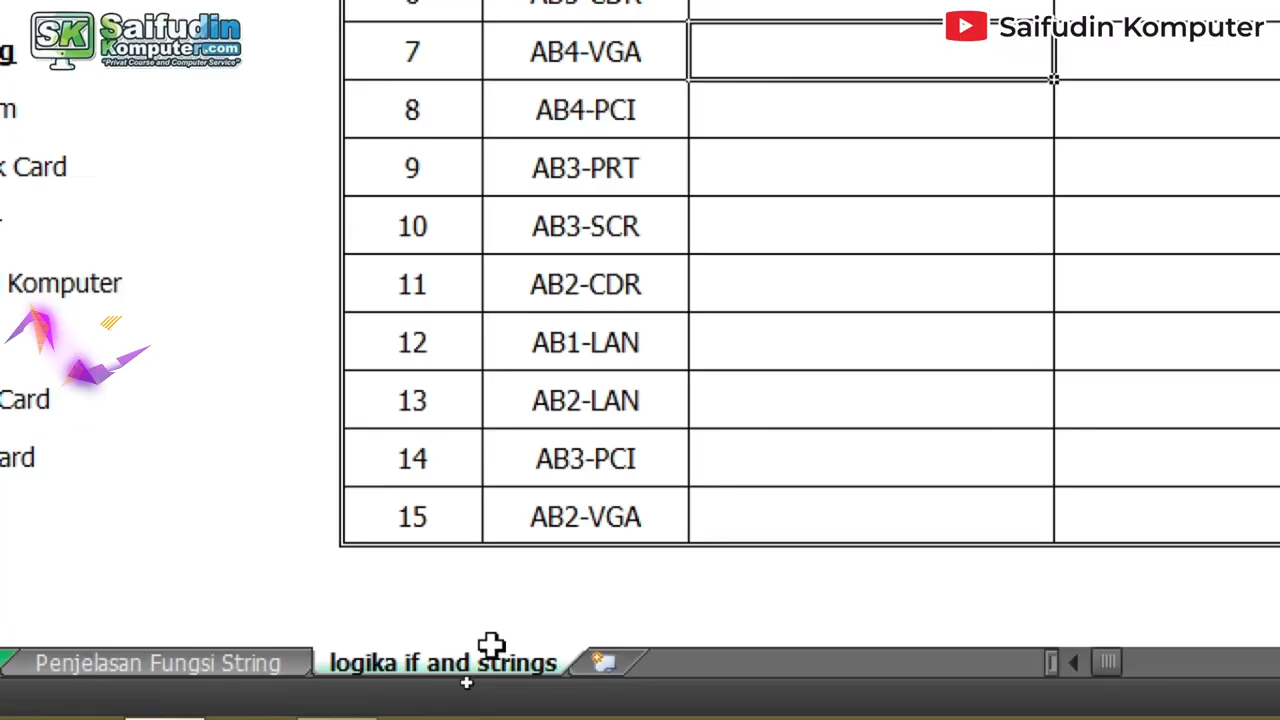 SK Saifudin
Komputer.com
"Privat Course and Computer Service"
Saifudin Komputer
g
7 AB4-VGA
m
8 AB4-PCI
k Card
9 AB3-PRT
10 AB3-SCR
Komputer
11 AB2-CDR
12 AB1-LAN
Card
13 AB2-LAN
ard
14 AB3-PCI
15 AB2-VGA
Penjelasan Fungsi String
logika if and strings